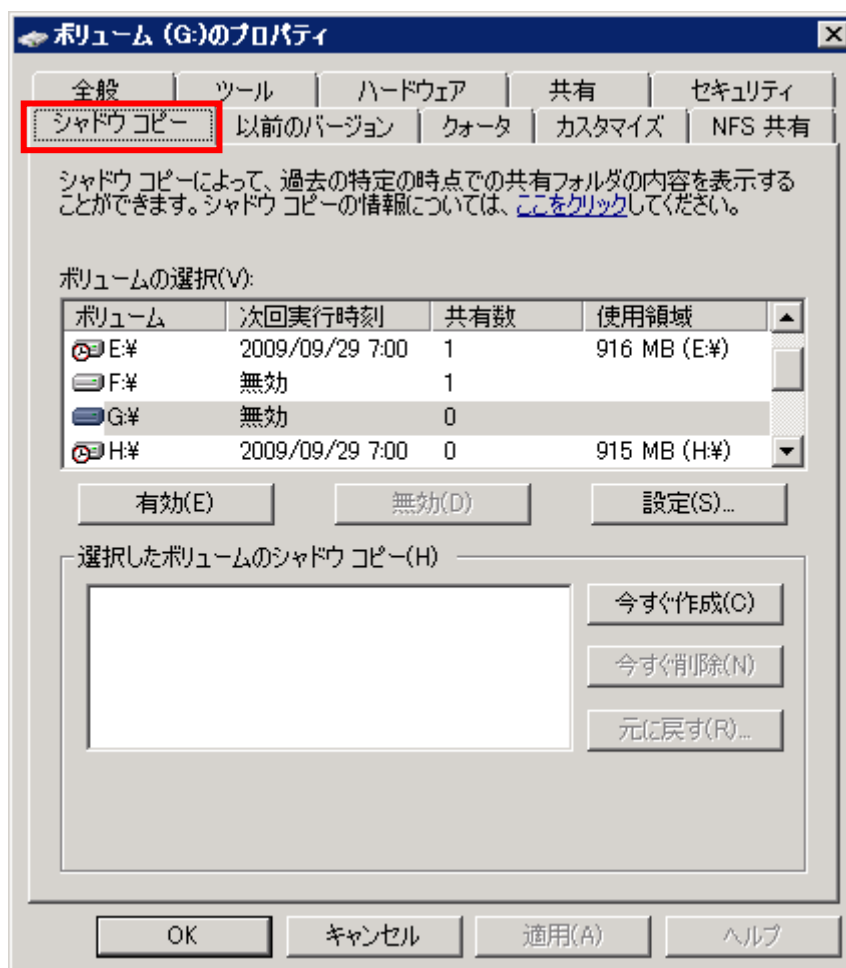 ボリューム (G:)のプロパティ
全般 ツール ハードウェア 共有 セキュリティ
シャドウ コピー 以前のバージョン クォータ カスタマイズ NFS 共有
シャドウ コピーによって、過去の特定の時点での共有フォルダの内容を表示する
ことができます。シャドウ コピーの情報については、ここをクリックしてください。
ボリュームの選択(V):
ボリューム 次回実行時刻 共有数 使用領域
E:¥ 2009/09/29 7:00 1 916 MB (E:¥)
F:¥ 無効 1
G:¥ 無効 0
H:¥ 2009/09/29 7:00 0 915 MB (H:¥)
有効(E) 無効(D) 設定(S)...
選択したボリュームのシャドウ コピー(H)
今すぐ作成(C)
今すぐ削除(N)
元に戻す(R)...
OK キャンセル 適用(A) ヘルプ